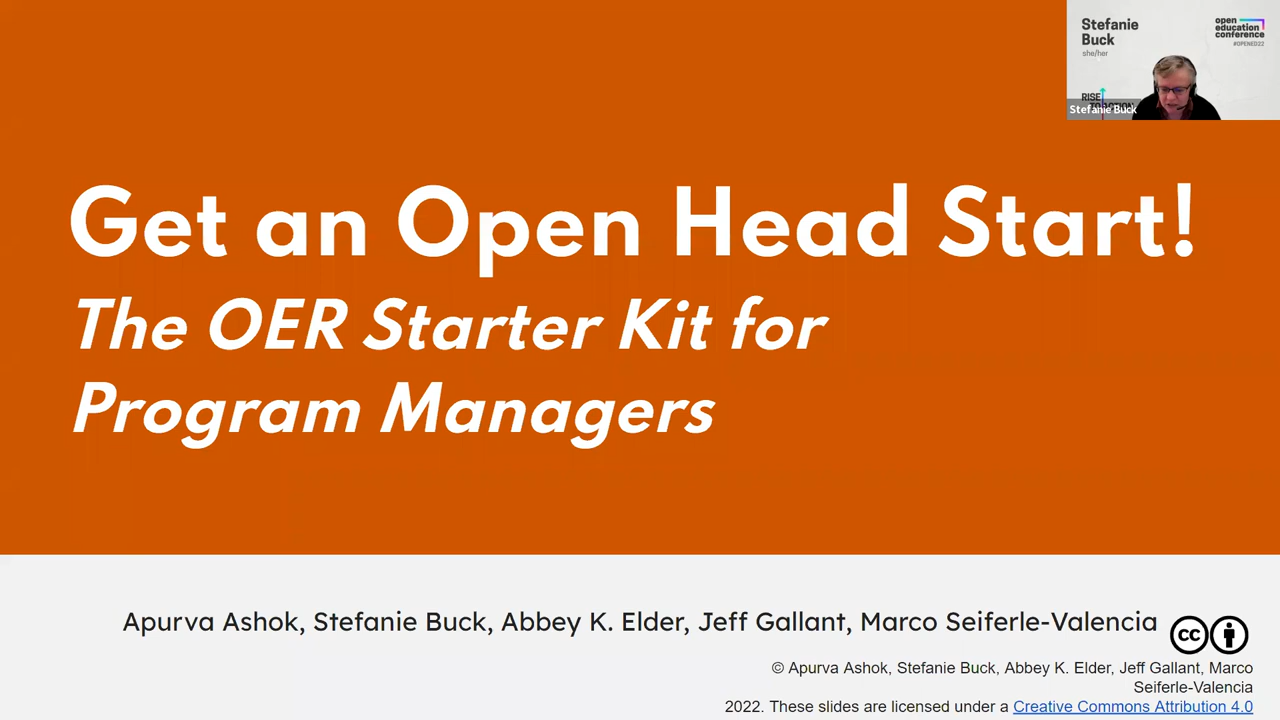 Stefanie
Buck
she/her
open
education
conference
#OPENED22
RISE
Stefanie Buck
Get an Open Head Start!
The OER Starter Kit for
Program Managers
Apurva Ashok, Stefanie Buck, Abbey K. Elder, Jeff Gallant, Marco Seiferle-Valencia
cc
© Apurva Ashok, Stefanie Buck, Abbey K. Elder, Jeff Gallant, Marco
Seiferle-Valencia
2022. These slides are licensed under a Creative Commons Attribution 4.0